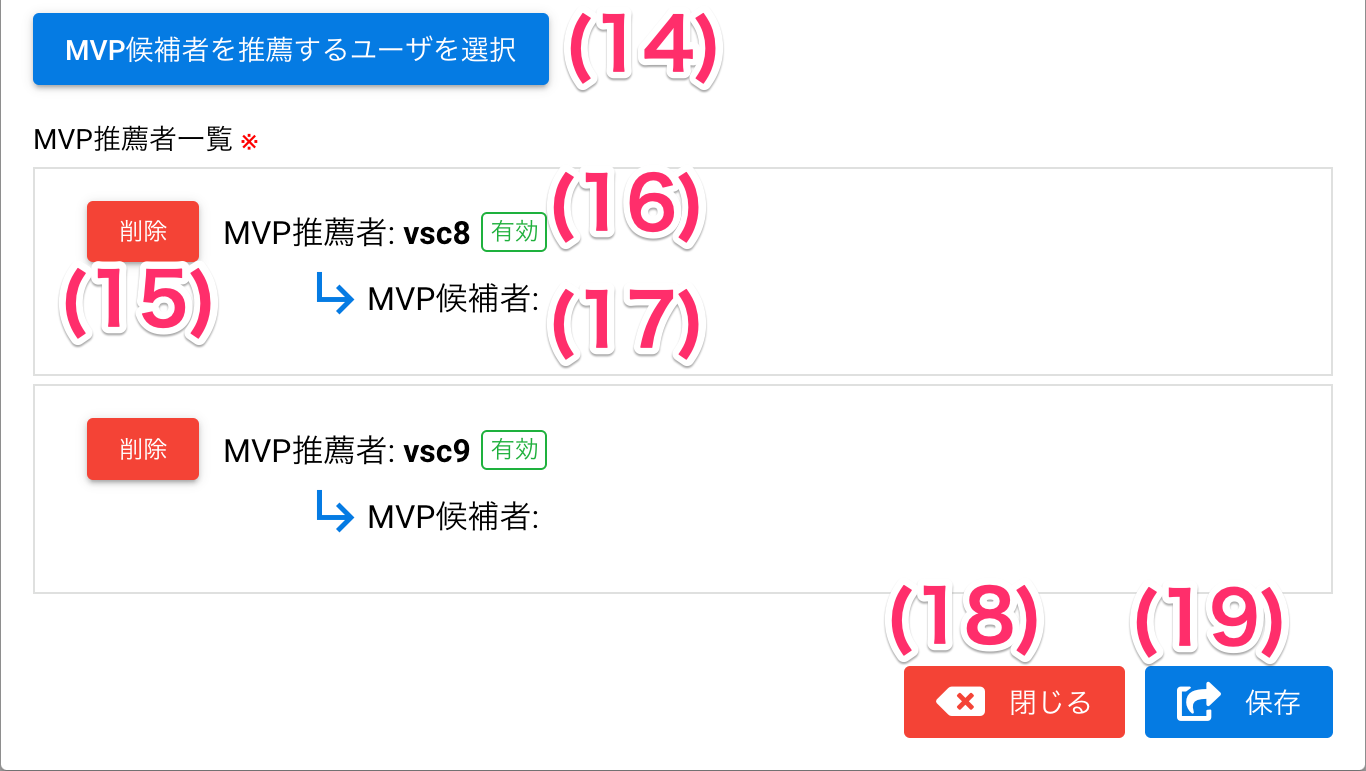 MVP候補者を推薦するユーザを選択 (14)
MVP推薦者一覧 ※
削除 MVP推薦者: vsc8 有効 (16)
(15) MVP候補者: (17)
削除 MVP推薦者: vsc9 有効
MVP候補者:
(18) (19)
閉じる 保存